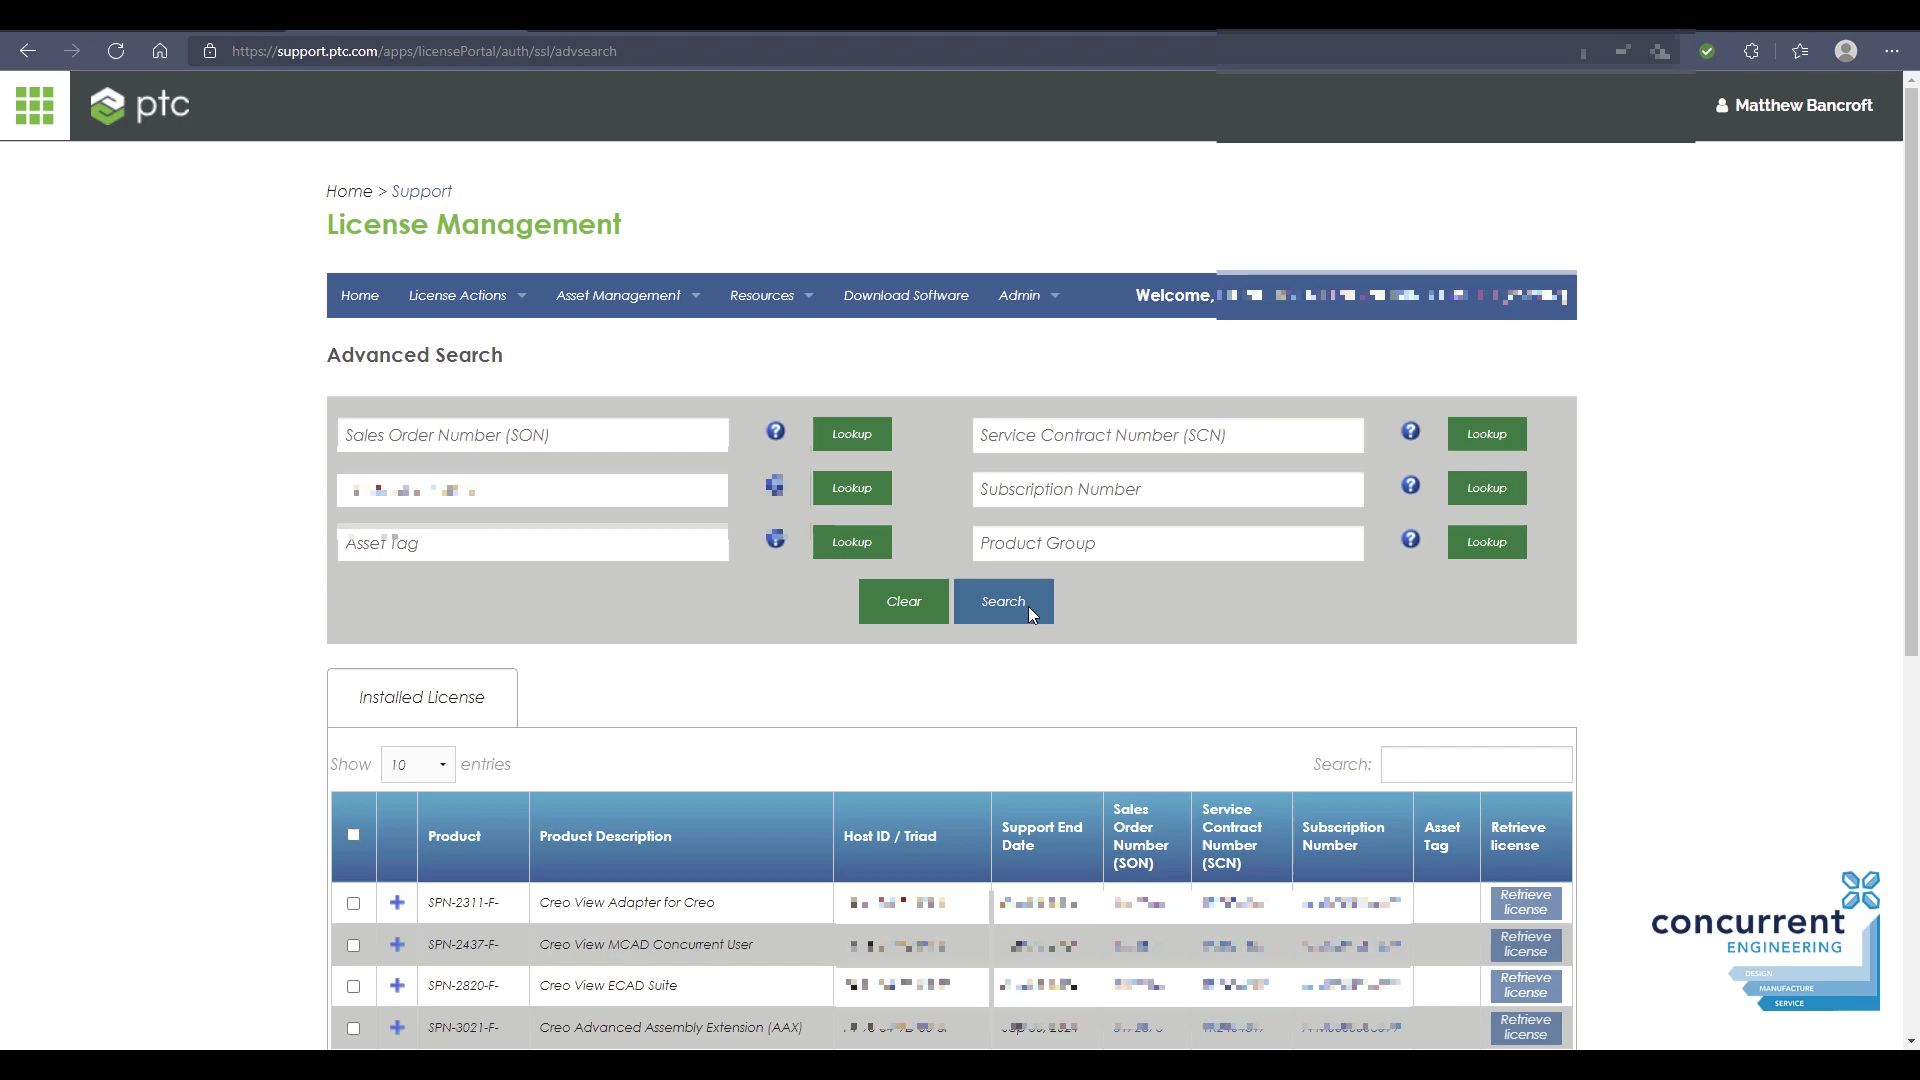 https://support.ptc.com/apps/licensePortal/auth/ssl/advsearch
ptc
Matthew Bancroft
Home > Support
License Management
Home License Actions Asset Management Resources Download Software Admin Welcome,
Advanced Search
Sales Order Number (SON) ? Lookup Service Contract Number (SCN) ? Lookup
Lookup Subscription Number ? Lookup
Asset Tag Lookup Product Group ? Lookup
Clear Search
Installed License
Show 10 entries Search:
Product Product Description Host ID / Triad Support End Date Sales Order Number (SON) Service Contract Number (SCN) Subscription Number Asset Tag Retrieve license
SPN-2311-F- Creo View Adapter for Creo Retrieve license
SPN-2437-F- Creo View MCAD Concurrent User Retrieve license
SPN-2820-F- Creo View ECAD Suite Retrieve license
SPN-3021-F- Creo Advanced Assembly Extension (AAX) Retrieve license
concurrent
ENGINEERING
DESIGN
MANUFACTURE
SERVICE